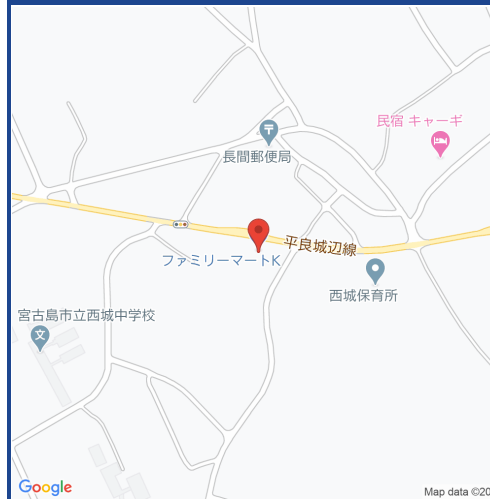 民宿 キャーギ
長間郵便局
平良城辺線
ファミリーマートK
西城保育所
宮古島市立西城中学校
文
Google
Map data ©20